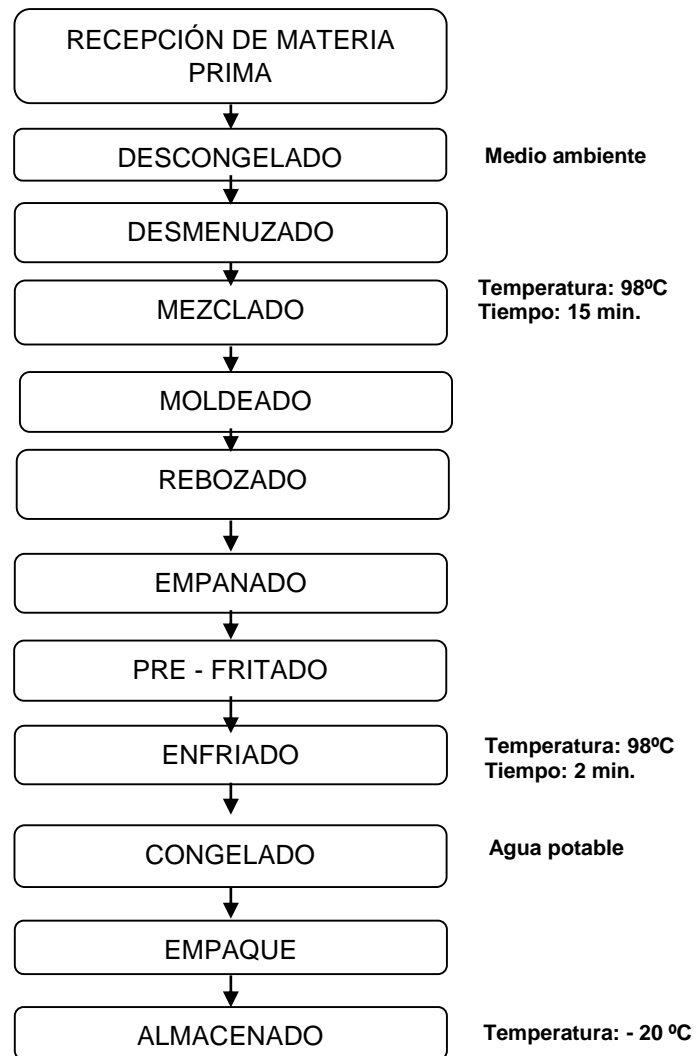 RECEPCIÓN DE MATERIA
PRIMA
DESCONGELADO
Medio ambiente
DESMENUZADO
MEZCLADO
Temperatura: 98ºC
Tiempo: 15 min.
MOLDEADO
REBOZADO
EMPANADO
PRE - FRITADO
ENFRIADO
Temperatura: 98ºC
Tiempo: 2 min.
CONGELADO
Agua potable
EMPAQUE
ALMACENADO
Temperatura: - 20 ºC